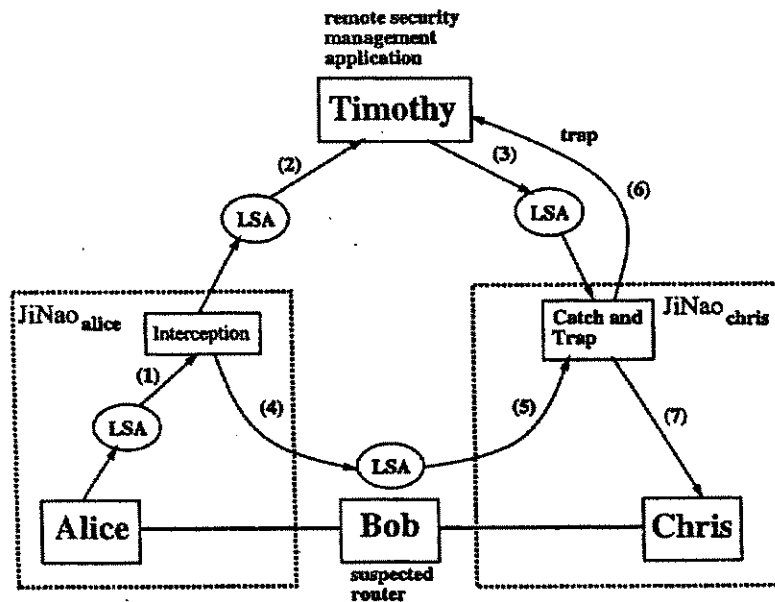 remote security
management
application
Timothy
trap
(2)
(3)
(6)
LSA
LSA
JiNao alice
Interception
Catch and
Trap
JiNao chris
(1)
(4)
(5)
(7)
LSA
LSA
Alice
Bob
Chris
suspected
router